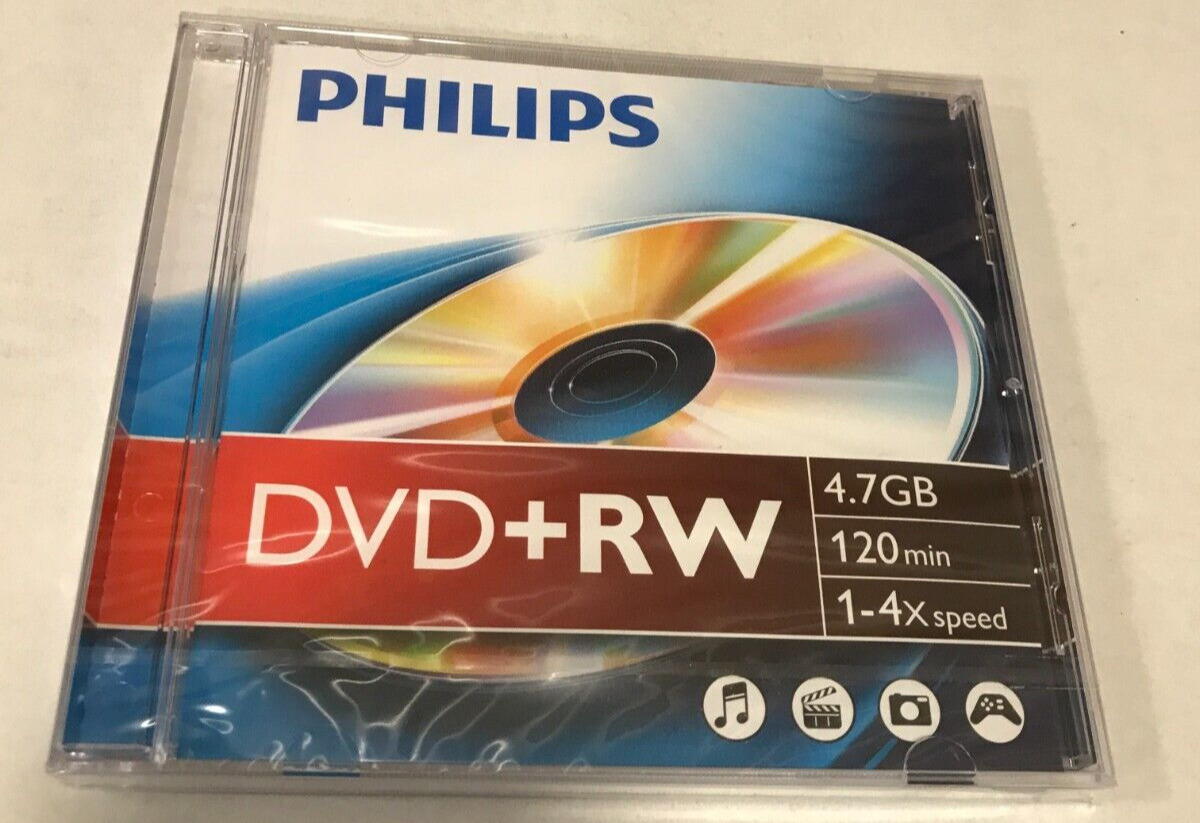 PHILIPS
DVD+RW
4.7GB
120 min
1-4x speed